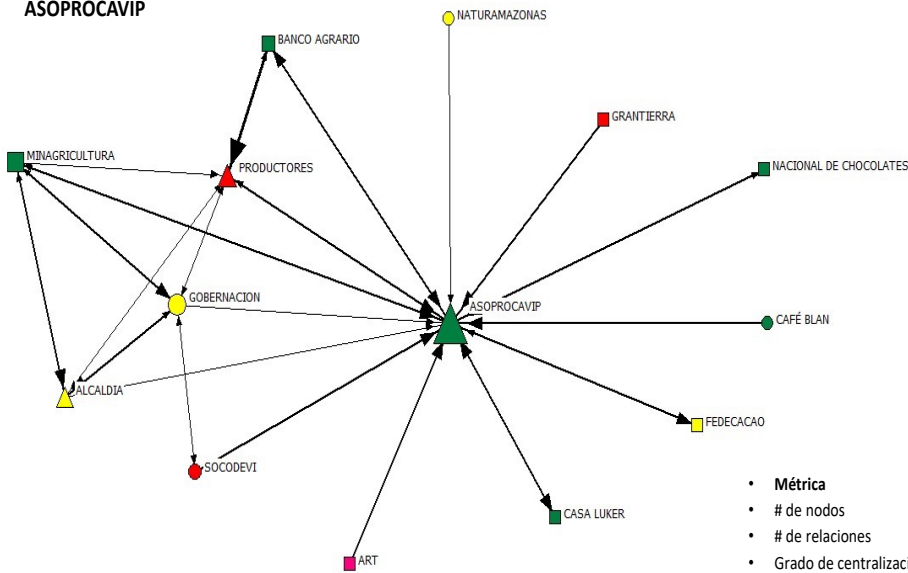 ASOPROCAVIP
NATURAMAZONAS
BANCO AGRARIO
GRANTIERRA
MINAGRICULTURA
PRODUCTORES
NACIONAL DE CHOCOLATES
GOBERNACION
ASOPROCAVIP
CAFÉ BLAN
ALCALDIA
FEDECACAO
SOCODEVI
• Métrica
• # de nodos
CASA LUKER
• # de relaciones
ART
• Grado de